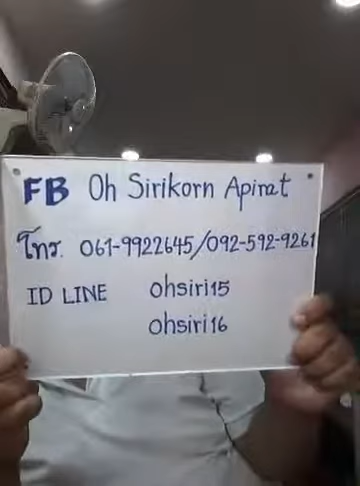 FB Oh Sirikorn Apirat
โทร. 061-9922645/092-592-9261
ID LINE ohsiri15
ohsiri16